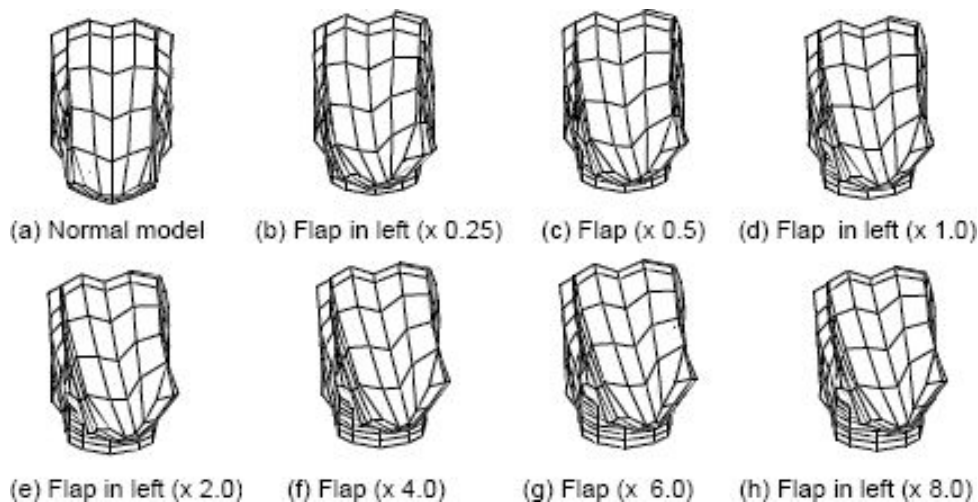 (a) Normal model (b) Flap in left (x 0.25) (c) Flap (x 0.5) (d) Flap in left (x 1.0)
(e) Flap in left (x 2.0) (f) Flap (x 4.0) (g) Flap (x 6.0) (h) Flap in left (x 8.0)